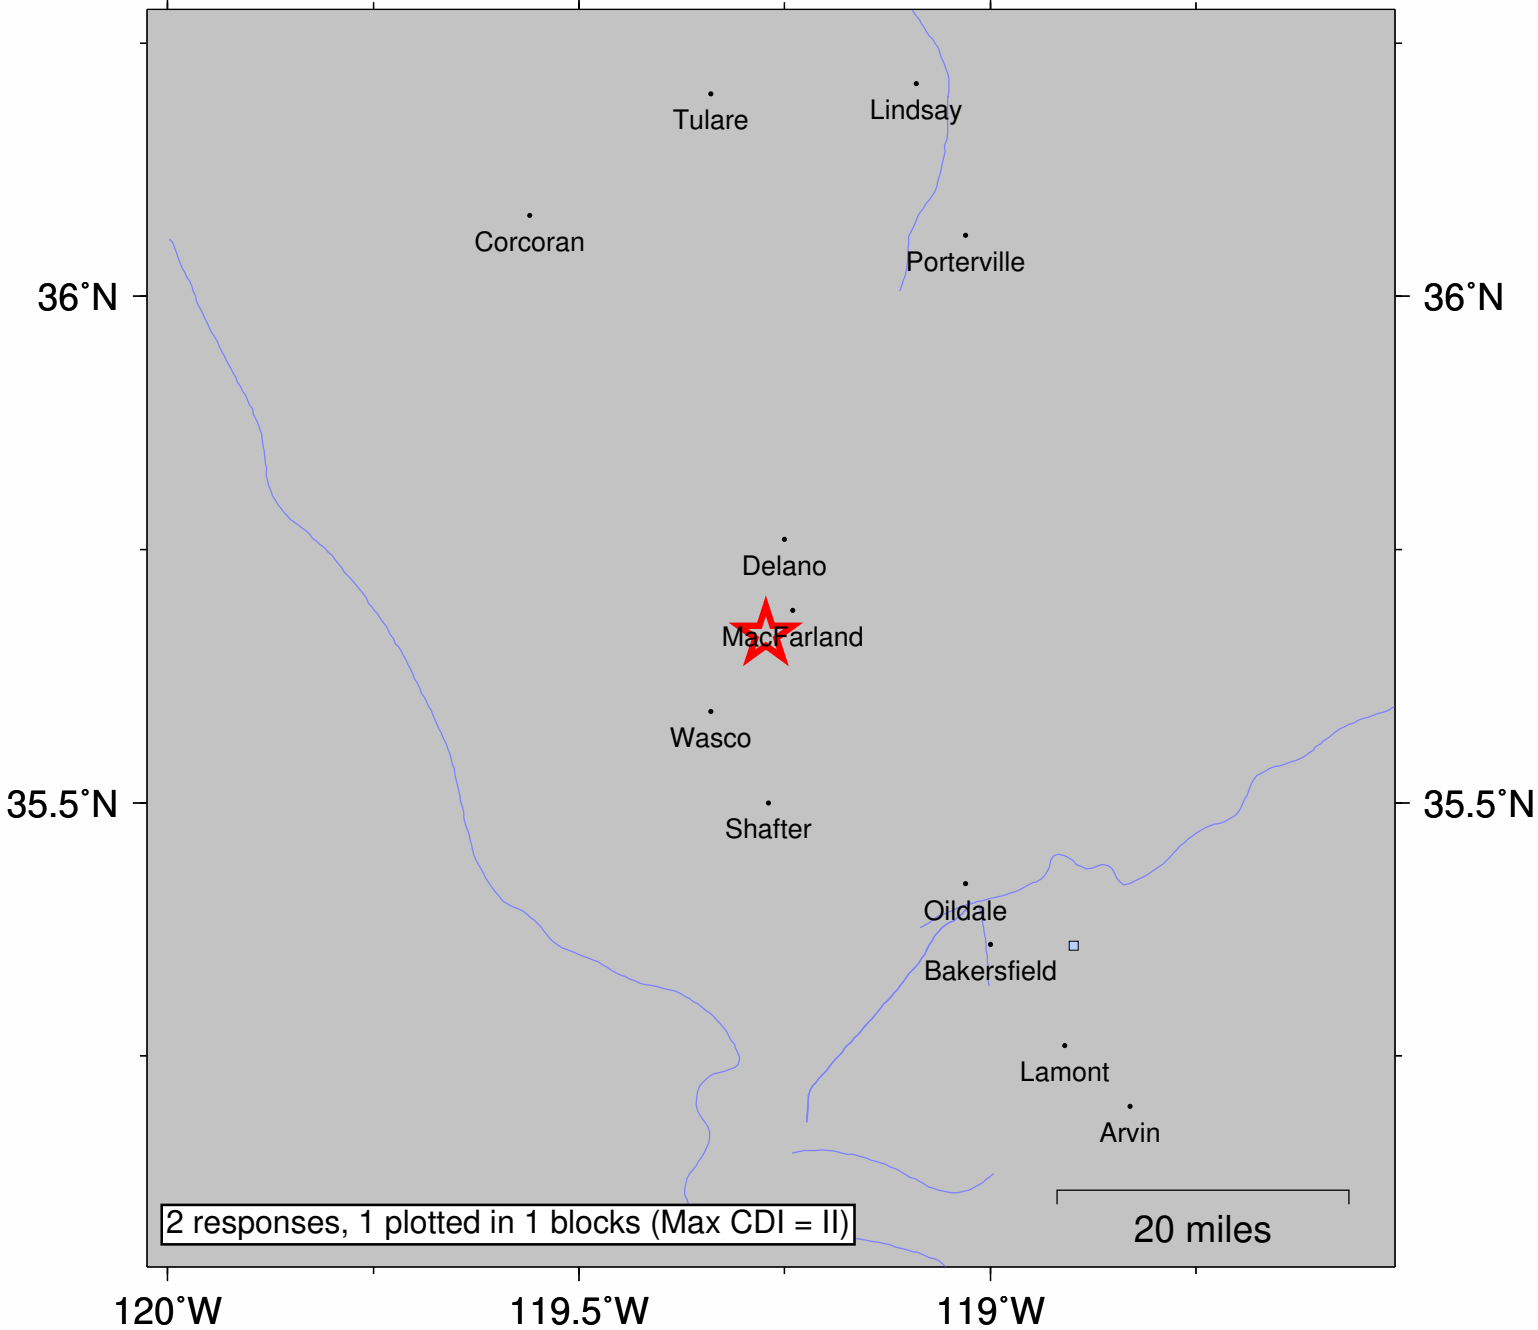 Lindsay
Tulare
Corcoran
Porterville
36˚N
36˚N
Delano
MacFarland
Wasco
35.5˚N
35.5˚N
Shafter
Oildale
Bakersfield
Lamont
Arvin
2 responses, 1 plotted in 1 blocks (Max CDI = II)
20 miles
120˚W
119.5˚W
119˚W